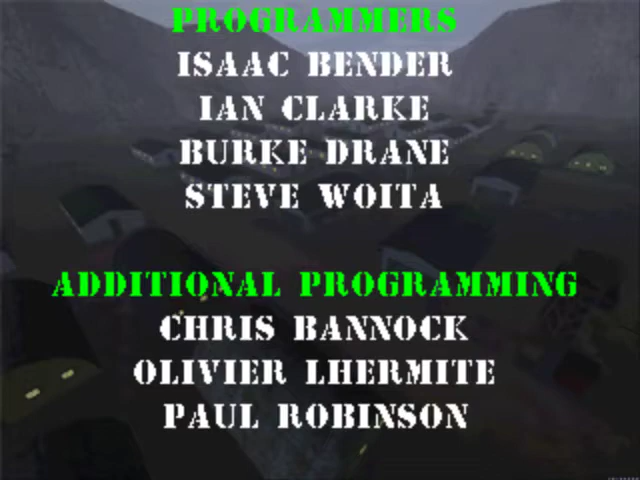 PROGRAMMERS
ISAAC BENDER
IAN CLARKE
BURKE DRANE
STEVE WOITA
ADDITIONAL PROGRAMMING
CHRIS BANNOCK
OLIVIER LHERMITE
PAUL ROBINSON